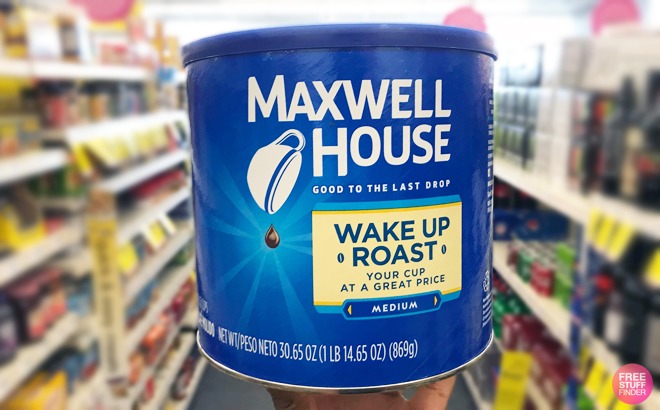 MAXWELL
HOUSE
GOOD TO THE LAST DROP
WAKE UP
ROAST
YOUR CUP
AT A GREAT PRICE
MEDIUM
NET WT/PESO NETO 30.65 OZ (1 LB 14.65 OZ) (869g)
FREE
STUFF
FINDER